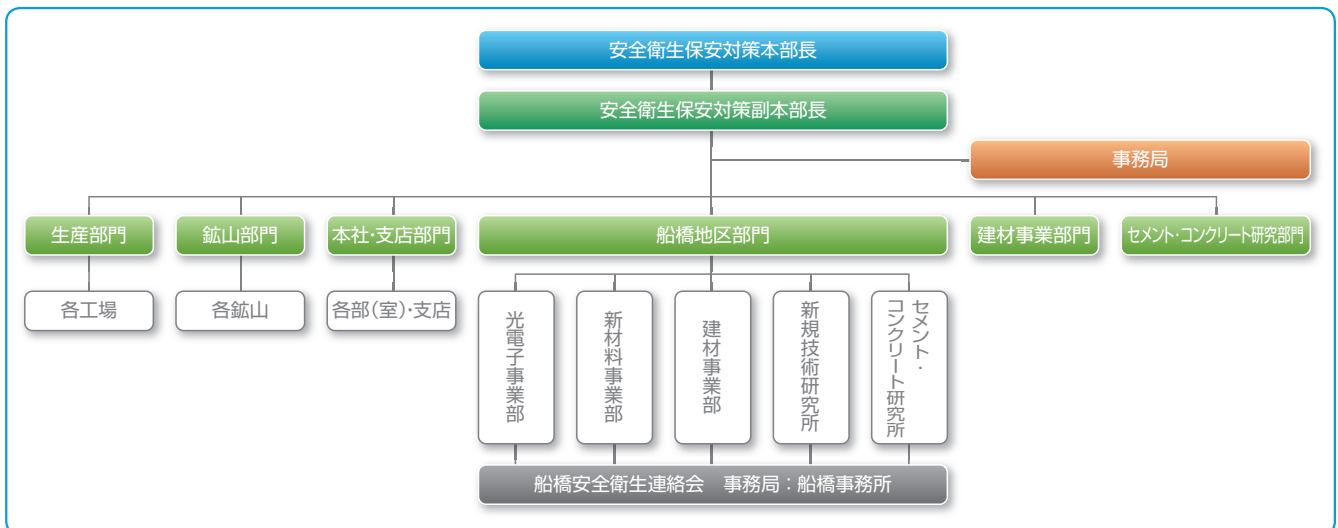 安全衛生保安対策本部長
安全衛生保安対策副本部長
事務局
生産部門
鉱山部門
本社・支店部門
船橋地区部門
建材事業部門
セメント・コンクリート研究部門
各工場
各鉱山
各部(室)・支店
光電子事業部
新材料事業部
建材事業部
新規技術研究所
セメント・
コンクリート研究所
船橋安全衛生連絡会　事務局：船橋事務所